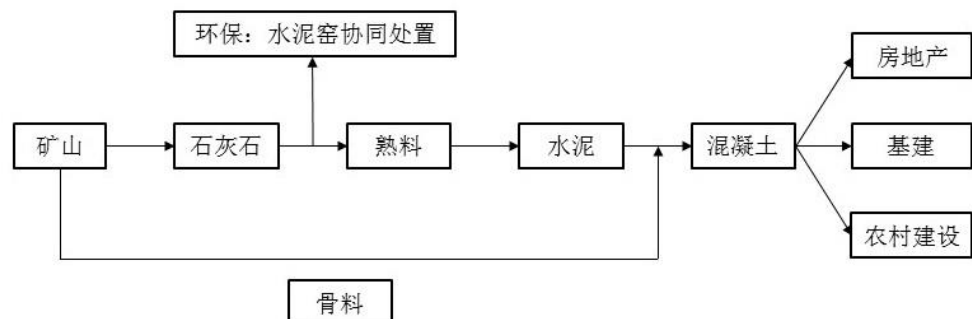 环保：水泥窑协同处置
房地产
矿山
石灰石
熟料
水泥
混凝土
基建
农村建设
骨料